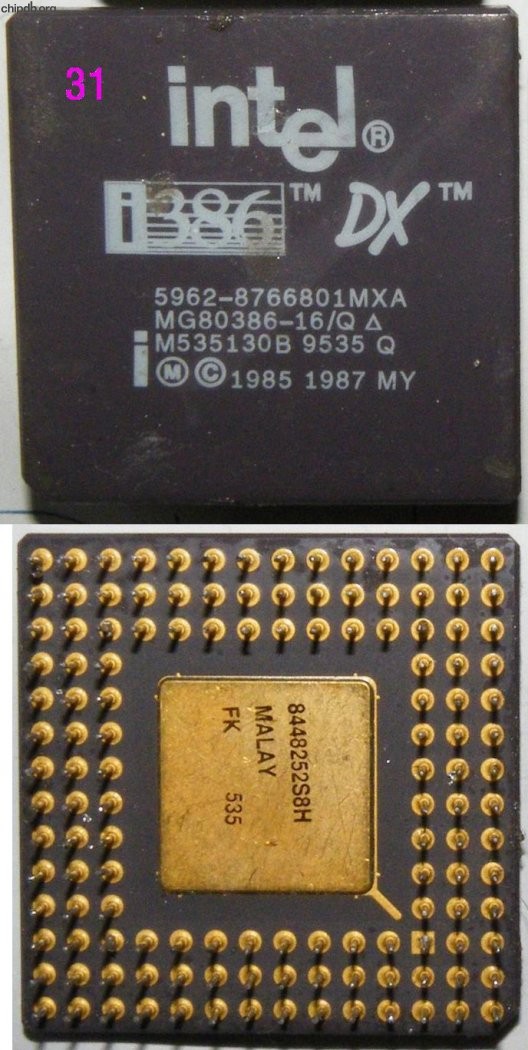 chipdb.org
31
intel®
i386™ DX™
5962-8766801MXA
MG80386-16/Q Δ
M535130B 9535 Q
i Ⓜ © 1985 1987 MY
8448252S8H
MALAY
FK 535